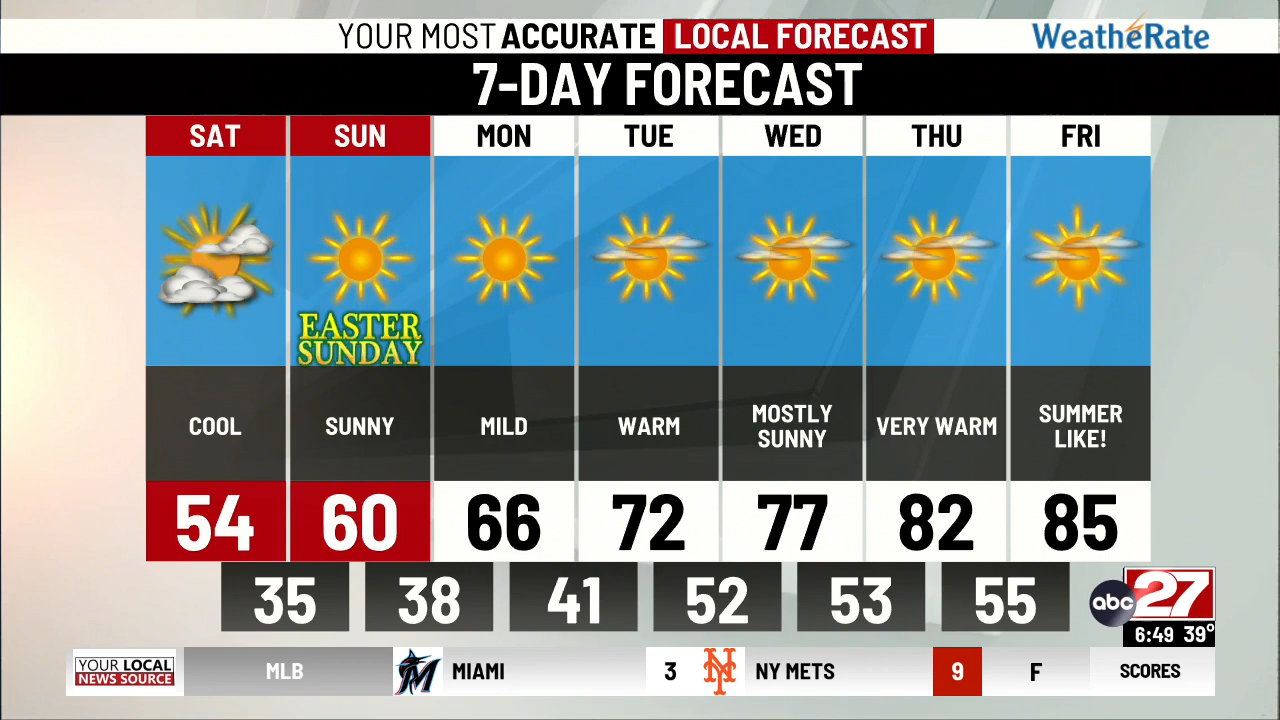 YOUR MOST ACCURATE LOCAL FORECAST
WeatheRate
7-DAY FORECAST
SAT SUN MON TUE WED THU FRI
EASTER
SUNDAY
COOL SUNNY MILD WARM MOSTLY SUNNY VERY WARM SUMMER LIKE!
54 60 66 72 77 82 85
35 38 41 52 53 55
abc 27
6:49 39°
YOUR LOCAL
NEWS SOURCE
MLB MIAMI 3 NY NY METS 9 F SCORES